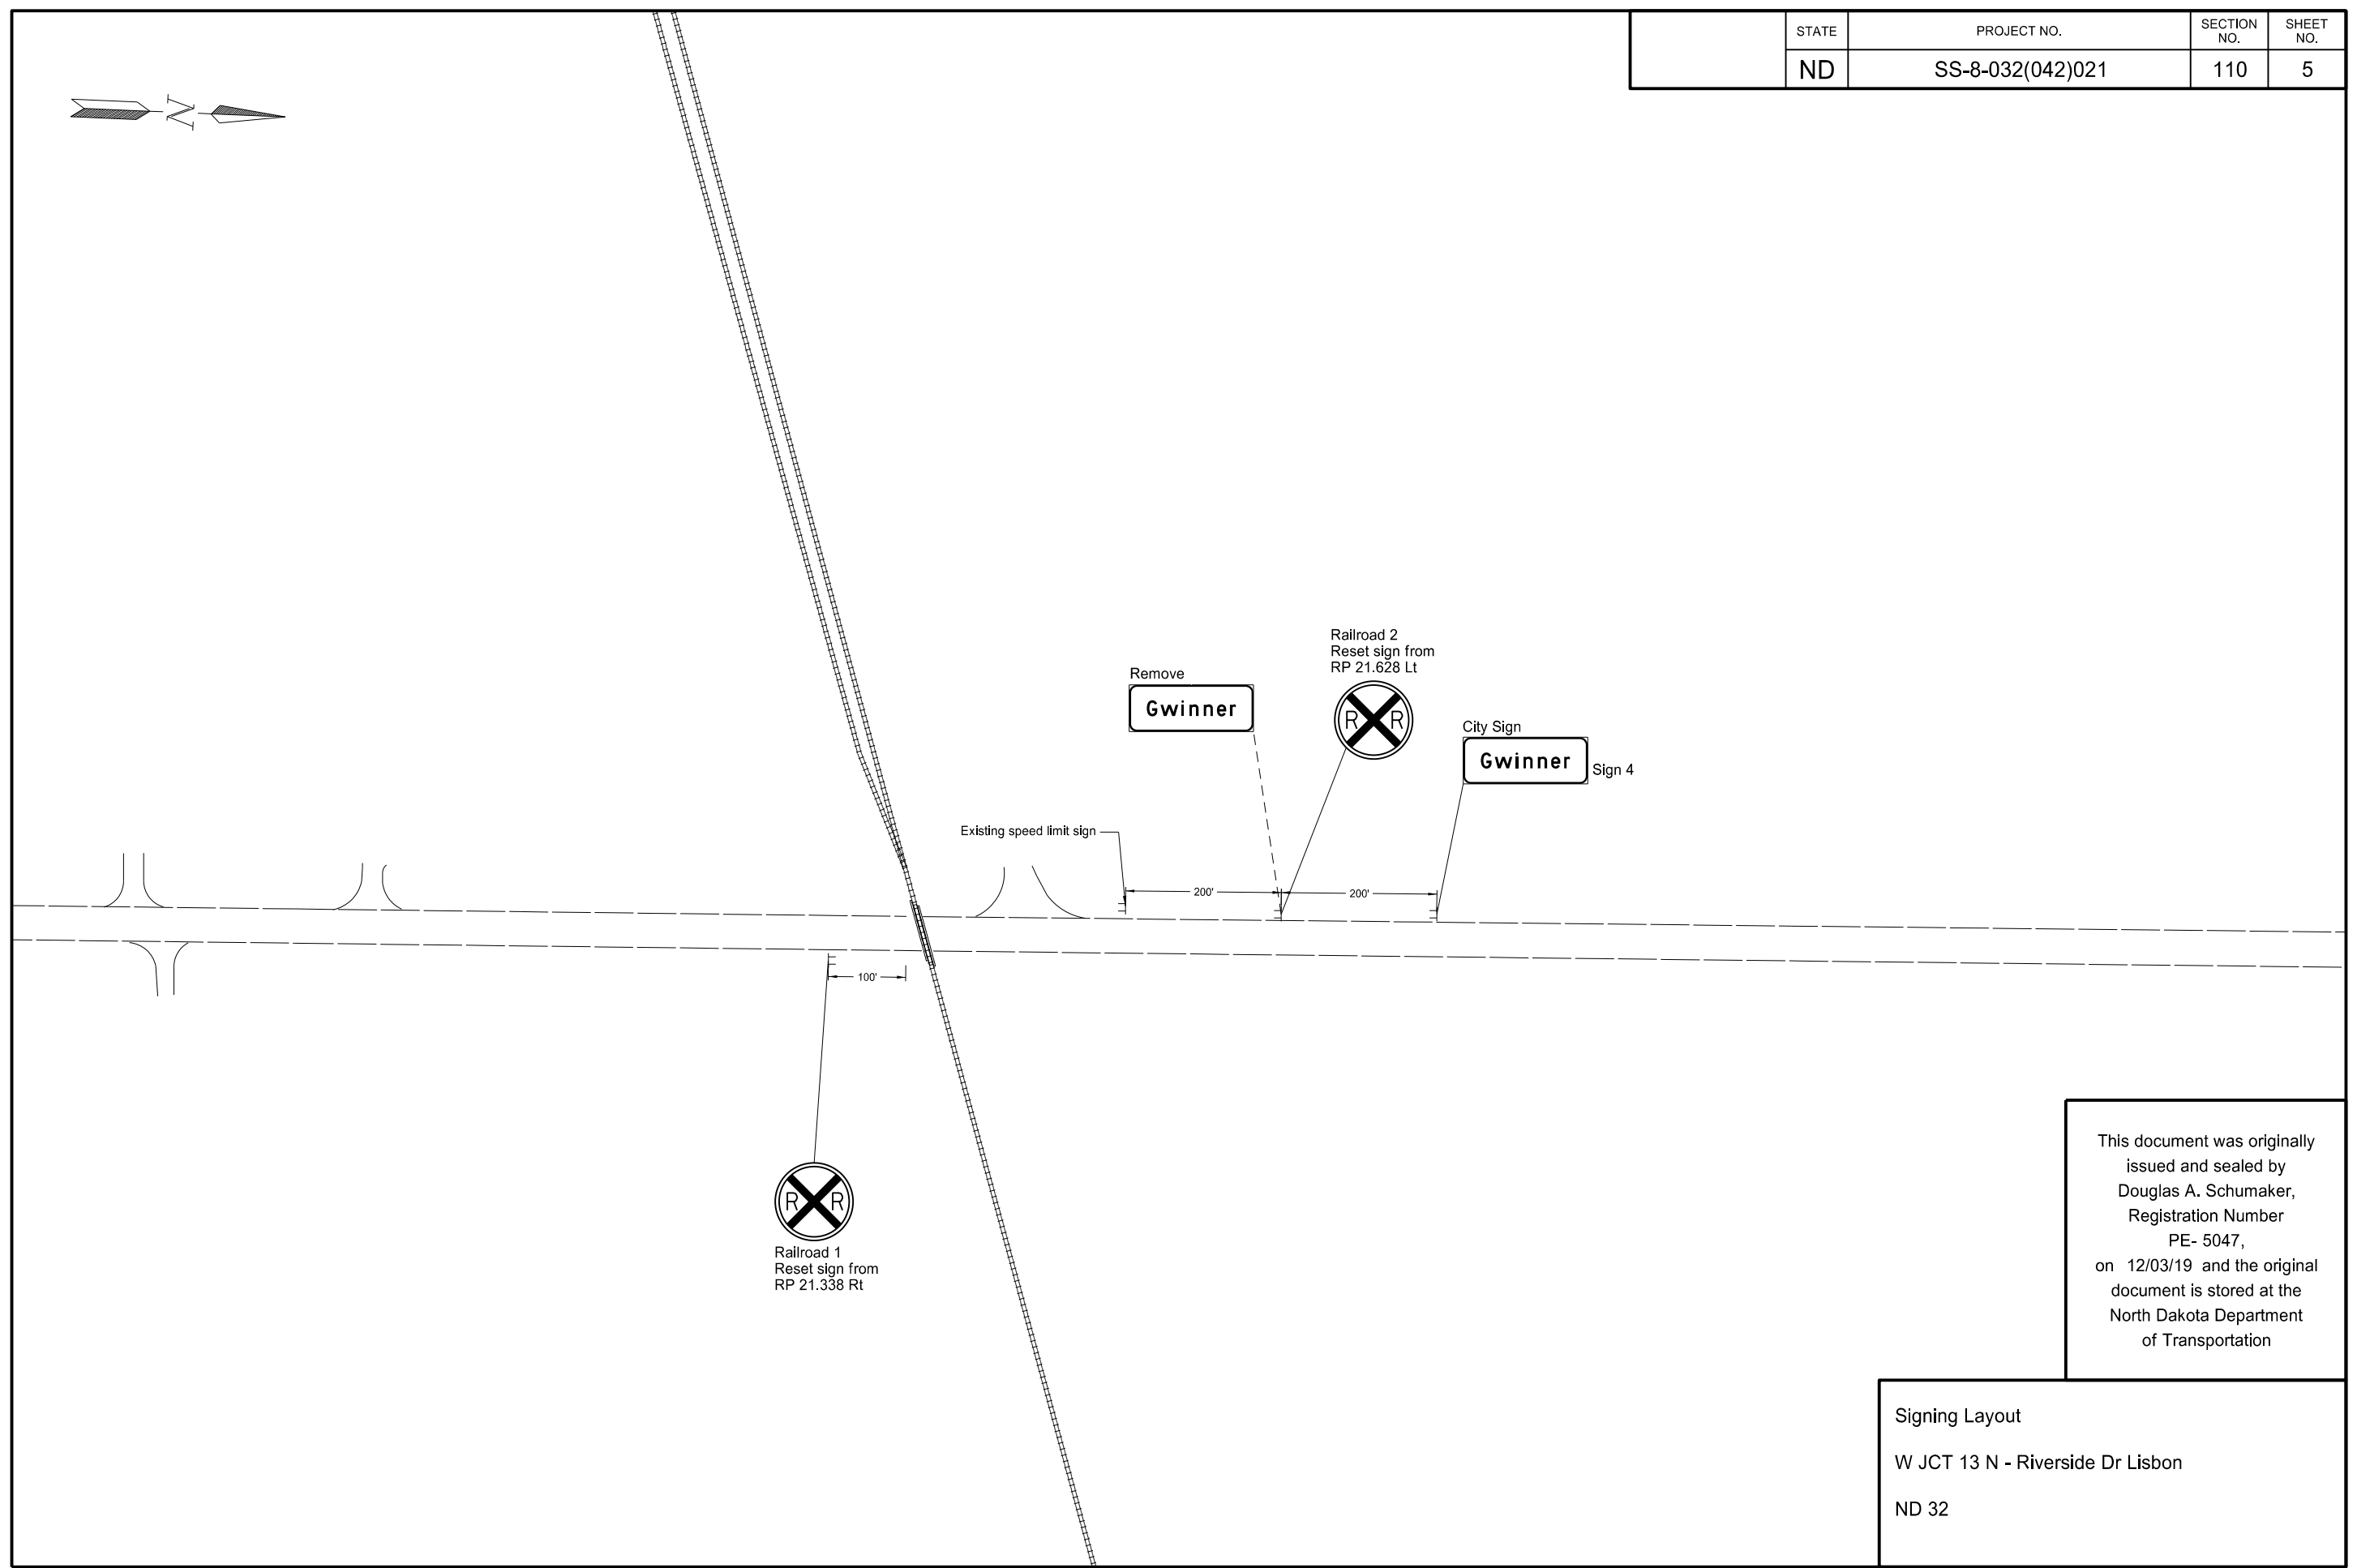 STATE
PROJECT NO.
SECTION
NO.
SHEET
NO.
ND
SS-8-032(042)021
110
5
N
Railroad 2
Reset sign from
RP 21.628 Lt
R R
Remove
Gwinner
City Sign
Gwinner
Sign 4
Existing speed limit sign
200'
200'
100'
R R
Railroad 1
Reset sign from
RP 21.338 Rt
This document was originally
issued and sealed by
Douglas A. Schumaker,
Registration Number
PE- 5047,
on 12/03/19 and the original
document is stored at the
North Dakota Department
of Transportation
Signing Layout
W JCT 13 N - Riverside Dr Lisbon
ND 32